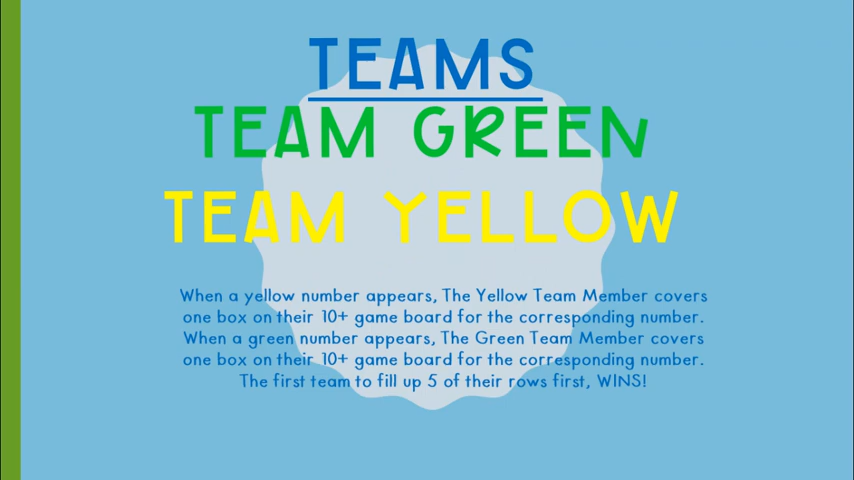 TEAMS
TEAM GREEN
TEAM YELLOW
When a yellow number appears, The Yellow Team Member covers
one box on their 10+ game board for the corresponding number.
When a green number appears, The Green Team Member covers
one box on their 10+ game board for the corresponding number.
The first team to fill up 5 of their rows first, WINS!